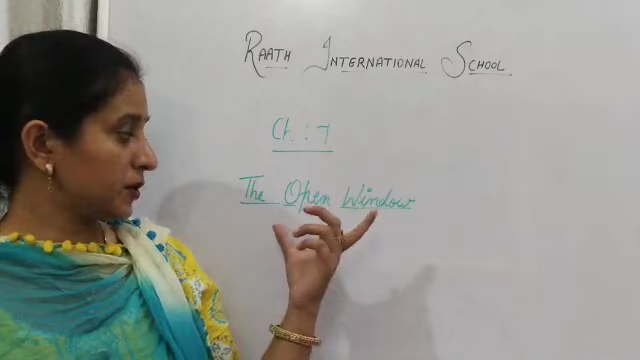 Raath International School
Ch. : 7
The Open Window